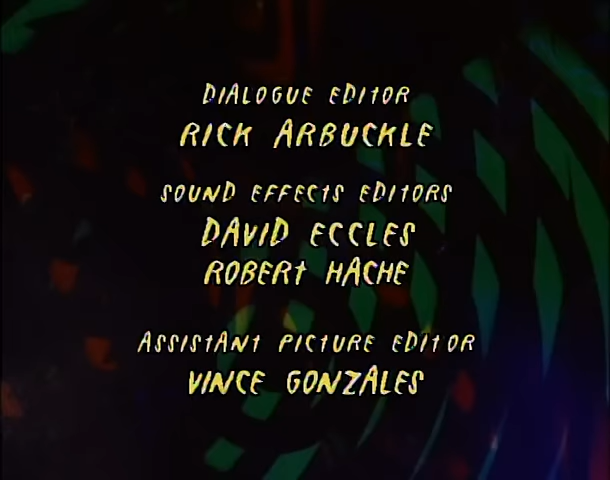 DIALOGUE EDITOR
RICK ARBUCKLE
SOUND EFFECTS EDITORS
DAVID ECCLES
ROBERT HACHE
ASSISTANT PICTURE EDITOR
VINCE GONZALES